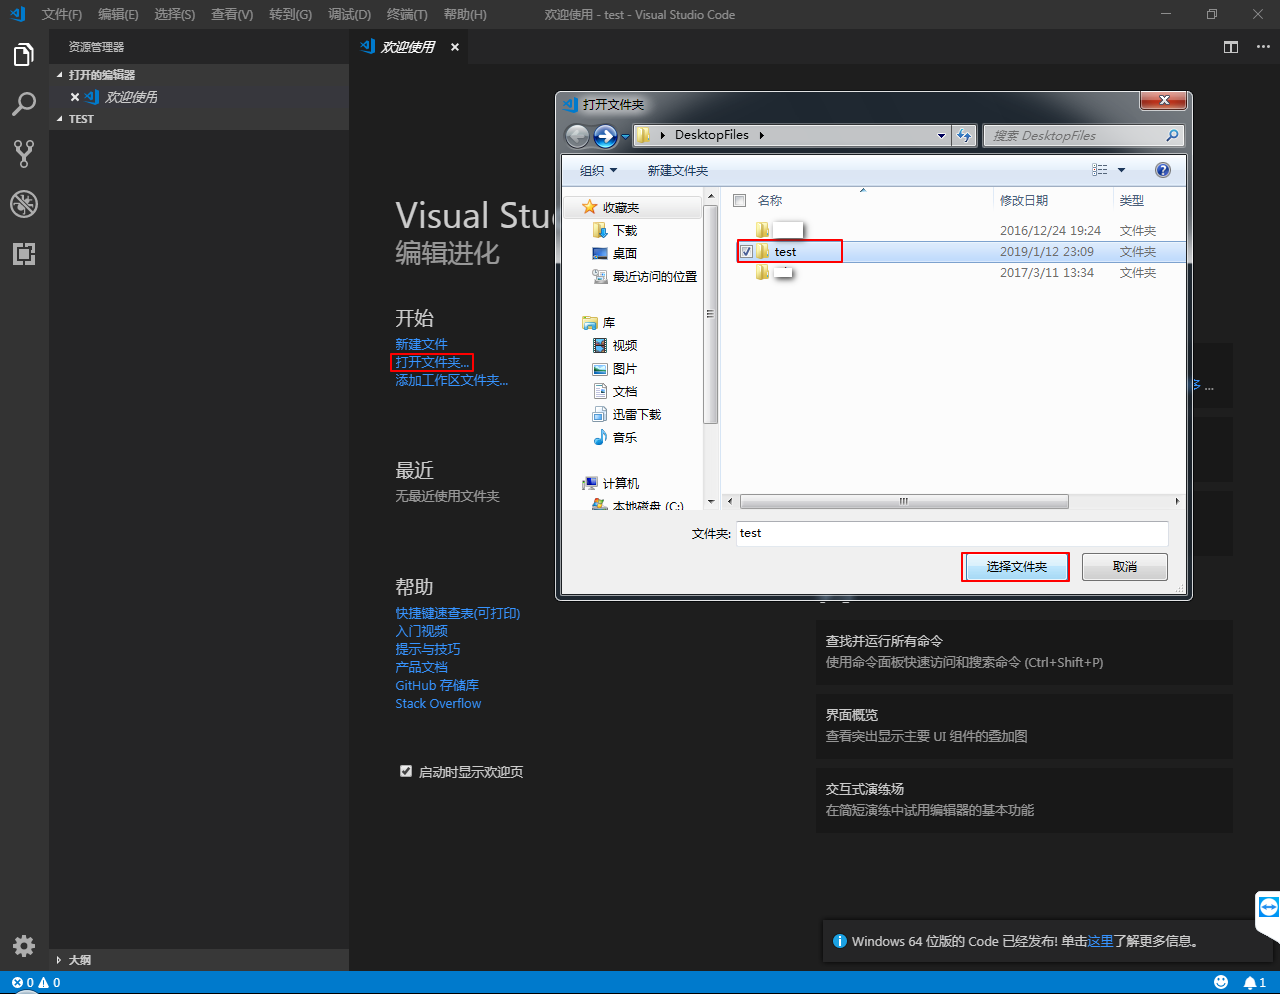 文件(F) 编辑(E) 选择(S) 查看(V) 转到(G) 调试(D) 终端(T) 帮助(H) 欢迎使用 - test - Visual Studio Code
资源管理器
打开的编辑器
欢迎使用
TEST
大纲
欢迎使用
Visual Stu
编辑进化
开始
新建文件
打开文件夹...
添加工作区文件夹...
最近
无最近使用文件夹
帮助
快捷键速查表(可打印)
入门视频
提示与技巧
产品文档
GitHub 存储库
Stack Overflow
启动时显示欢迎页
打开文件夹
DesktopFiles
搜索 DesktopFiles
组织 新建文件夹
收藏夹
下载
桌面
最近访问的位置
库
视频
图片
文档
迅雷下载
音乐
计算机
本地磁盘 (C:)
名称 修改日期 类型
2016/12/24 19:24 文件夹
test 2019/1/12 23:09 文件夹
2017/3/11 13:34 文件夹
文件夹: test
选择文件夹 取消
多 ...
查找并运行所有命令
使用命令面板快速访问和搜索命令 (Ctrl+Shift+P)
界面概览
查看突出显示主要 UI 组件的叠加图
交互式演练场
在简短演练中试用编辑器的基本功能
Windows 64 位版的 Code 已经发布! 单击这里了解更多信息。
0 0 1